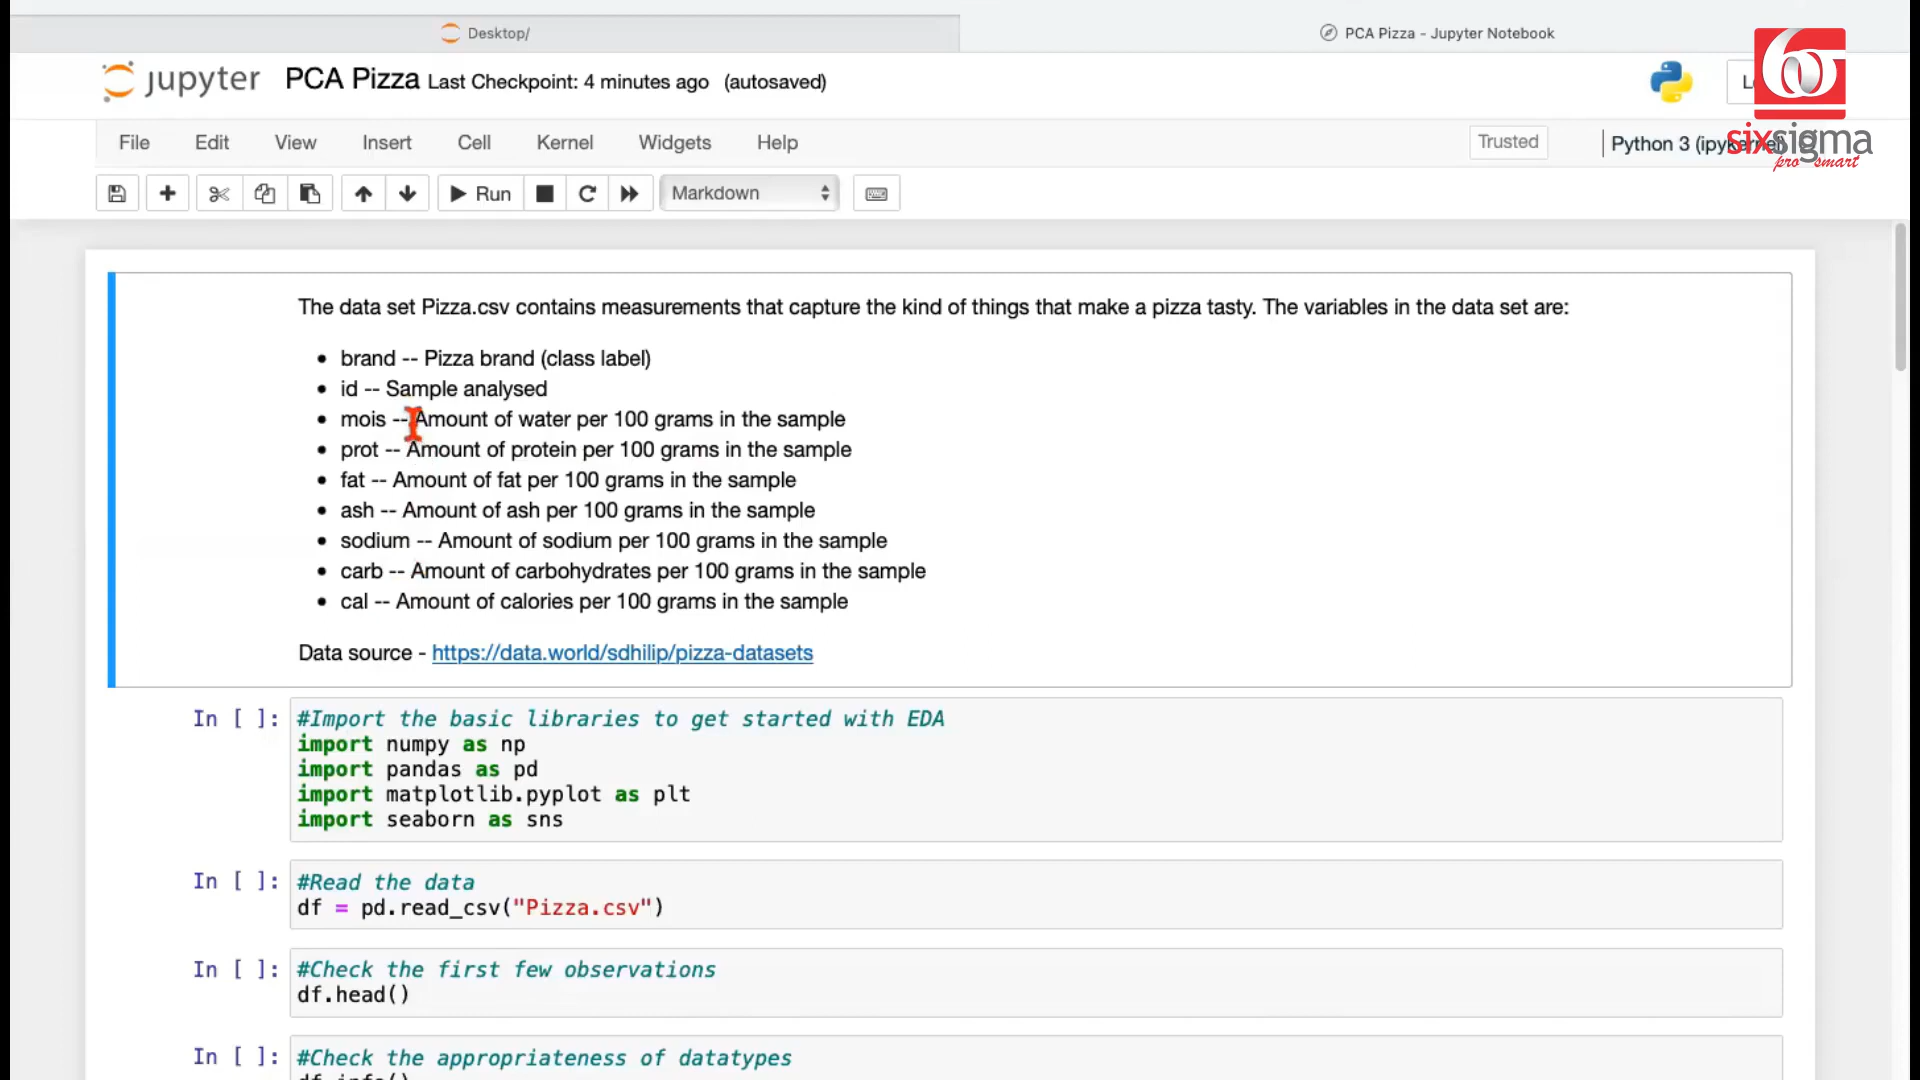 Desktop/
PCA Pizza - Jupyter Notebook
jupyter PCA Pizza Last Checkpoint: 4 minutes ago (autosaved)
sixsigma
pro smart
File Edit View Insert Cell Kernel Widgets Help
Trusted
Python 3
Run
Markdown
The data set Pizza.csv contains measurements that capture the kind of things that make a pizza tasty. The variables in the data set are:
• brand -- Pizza brand (class label)
• id -- Sample analysed
• mois -- Amount of water per 100 grams in the sample
• prot -- Amount of protein per 100 grams in the sample
• fat -- Amount of fat per 100 grams in the sample
• ash -- Amount of ash per 100 grams in the sample
• sodium -- Amount of sodium per 100 grams in the sample
• carb -- Amount of carbohydrates per 100 grams in the sample
• cal -- Amount of calories per 100 grams in the sample
Data source - https://data.world/sdhilip/pizza-datasets
In [ ]: #Import the basic libraries to get started with EDA
import numpy as np
import pandas as pd
import matplotlib.pyplot as plt
import seaborn as sns
In [ ]: #Read the data
df = pd.read_csv("Pizza.csv")
In [ ]: #Check the first few observations
df.head()
In [ ]: #Check the appropriateness of datatypes
df.info()